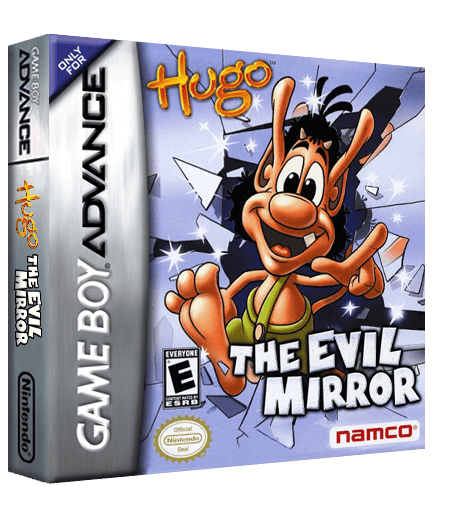 GAME BOY
ADVANCE
Hugo
THE EVIL
MIRROR
Nintendo
GAME BOY ADVANCE
ONLY
FOR
Hugo™
THE EVIL
MIRROR
EVERYONE
E
CONTENT RATED BY
ESRB
Official
Nintendo
Seal
namco®